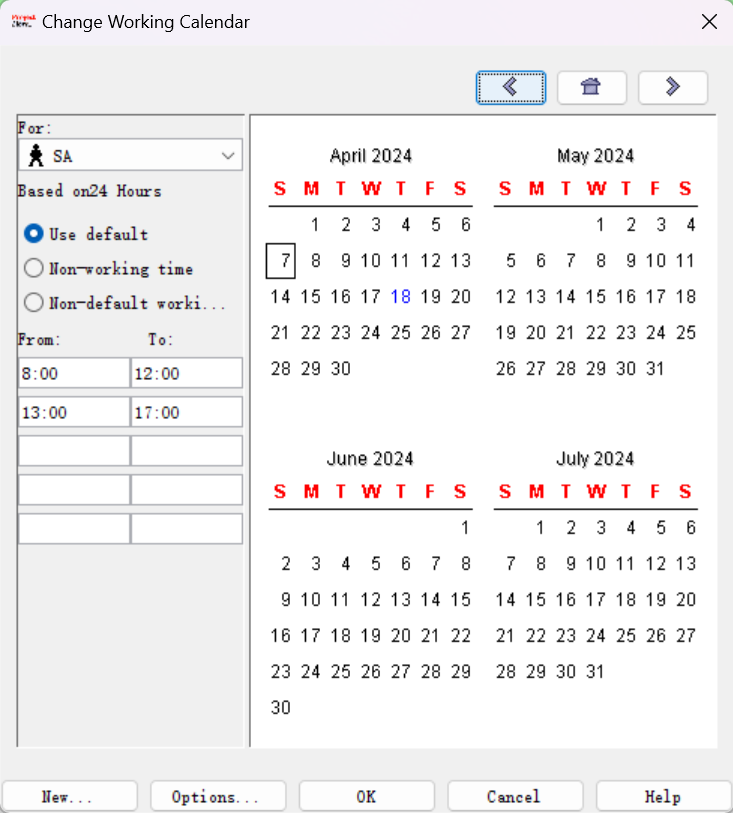 Change Working Calendar
For:
SA
Based on24 Hours
Use default
Non-working time
Non-default worki...
From: To:
8:00 12:00
13:00 17:00
April 2024
S M T W T F S
1 2 3 4 5 6
7 8 9 10 11 12 13
14 15 16 17 18 19 20
21 22 23 24 25 26 27
28 29 30
May 2024
S M T W T F S
1 2 3 4
5 6 7 8 9 10 11
12 13 14 15 16 17 18
19 20 21 22 23 24 25
26 27 28 29 30 31
June 2024
S M T W T F S
1
2 3 4 5 6 7 8
9 10 11 12 13 14 15
16 17 18 19 20 21 22
23 24 25 26 27 28 29
30
July 2024
S M T W T F S
1 2 3 4 5 6
7 8 9 10 11 12 13
14 15 16 17 18 19 20
21 22 23 24 25 26 27
28 29 30 31
New... Options... OK Cancel Help